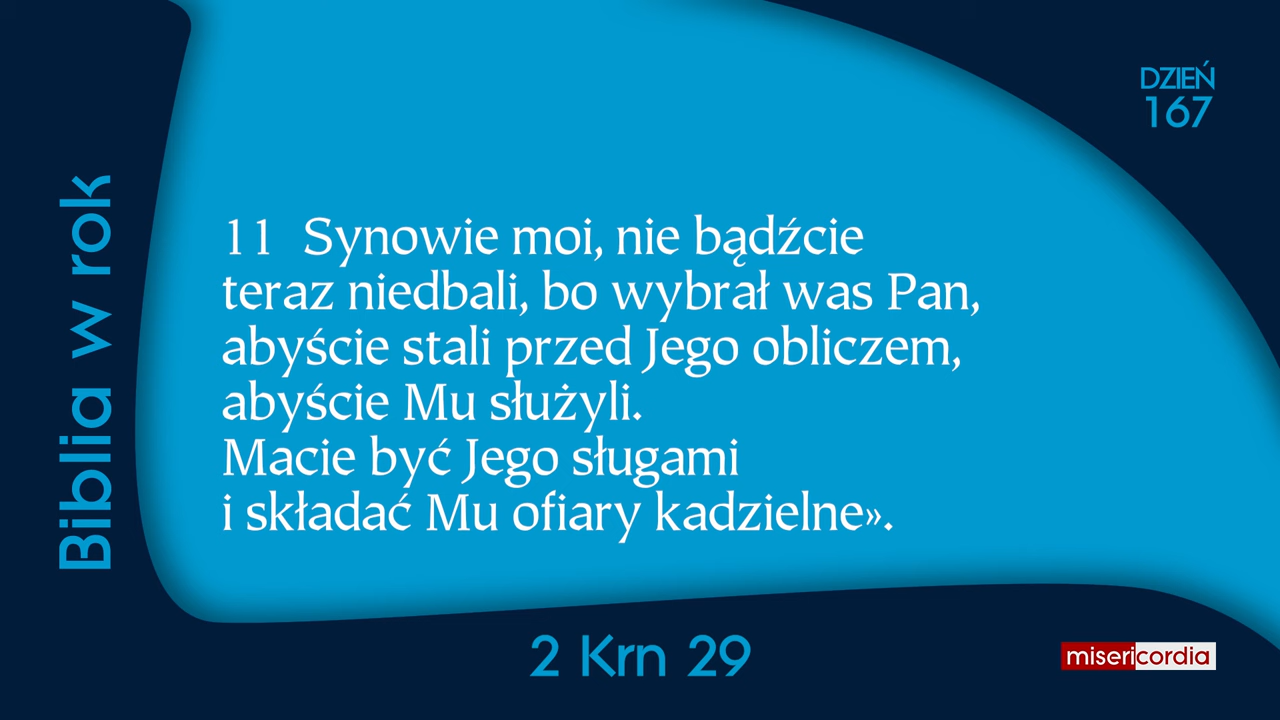 DZIEŃ
167
Biblia w rok
11 Synowie moi, nie bądźcie
teraz niedbali, bo wybrał was Pan,
abyście stali przed Jego obliczem,
abyście Mu służyli.
Macie być Jego sługami
i składać Mu ofiary kadzielne».
2 Krn 29
misericordia